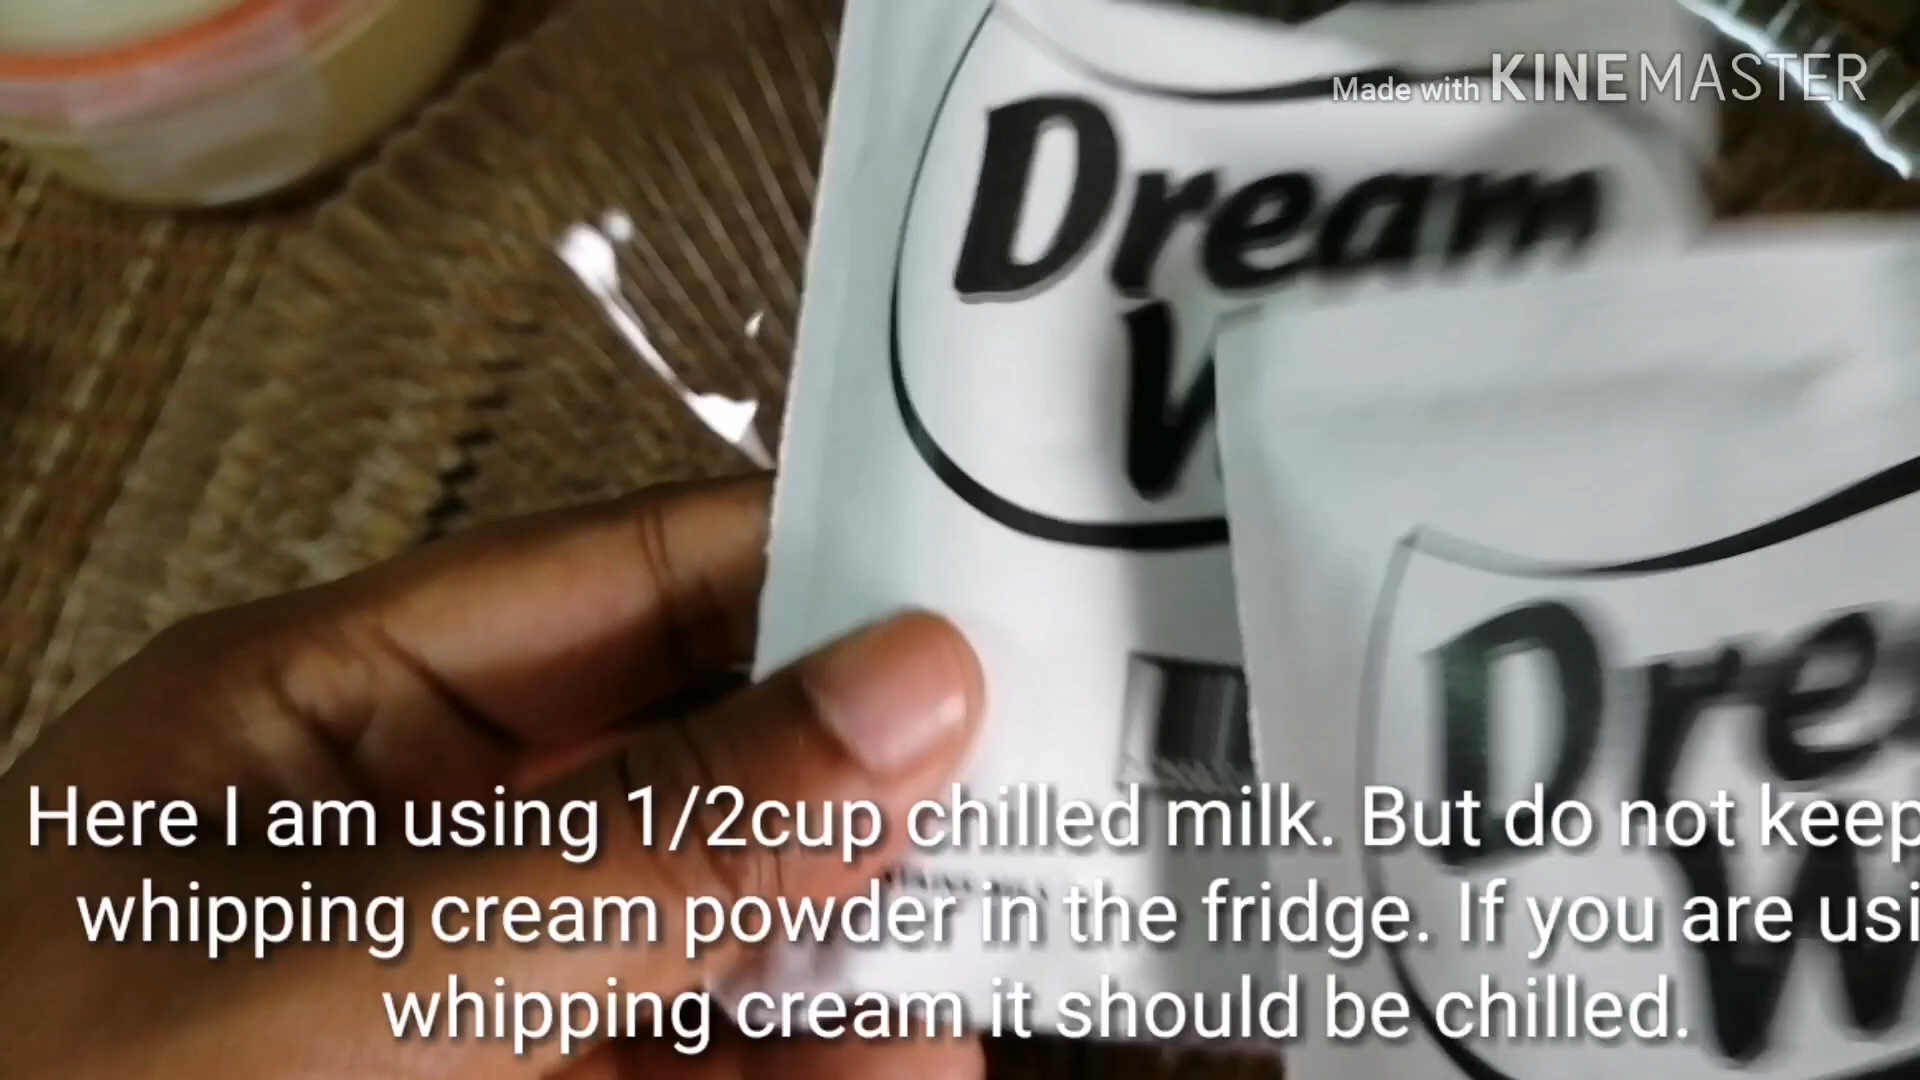 Made with KINEMASTER
Dream
W
Dre
W
Here I am using 1/2cup chilled milk. But do not keep
whipping cream powder in the fridge. If you are usi
whipping cream it should be chilled.